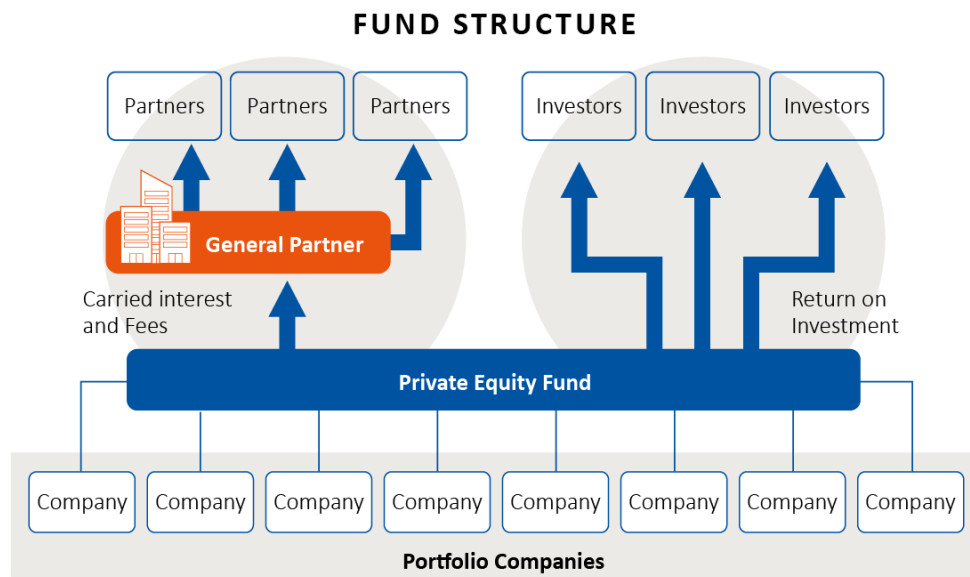 FUND STRUCTURE
Partners
Partners
Partners
Investors
Investors
Investors
General Partner
Carried interest
and Fees
Return on
Investment
Private Equity Fund
Company
Company
Company
Company
Company
Company
Company
Company
Portfolio Companies